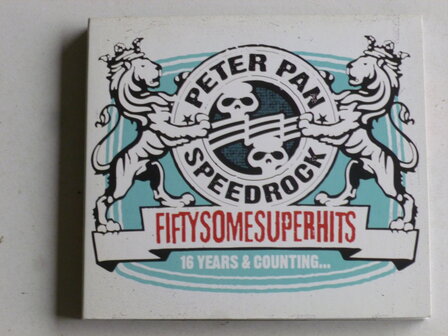 PETER PAN
SPEEDROCK
FIFTYSOMESUPERHITS
16 YEARS & COUNTING...